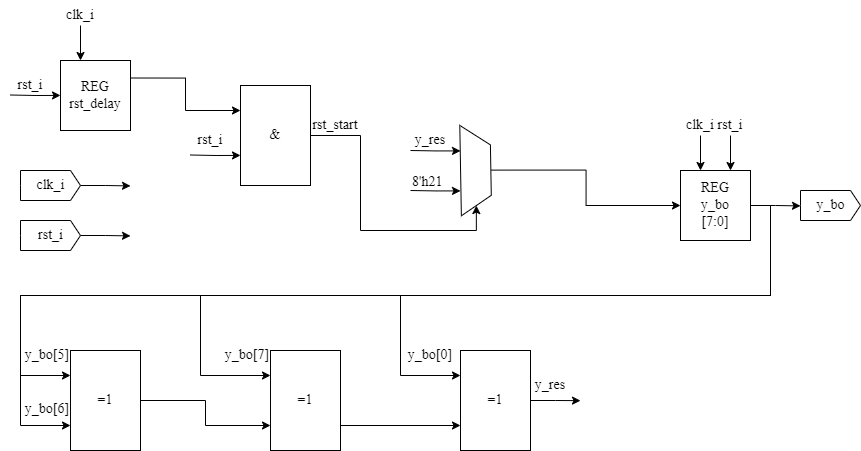 clk_i
rst_i
REG
rst_delay
rst_i
&
rst_start
clk_i
rst_i
y_res
8'h21
clk_i rst_i
REG
y_bo
[7:0]
y_bo
y_bo[5]
y_bo[6]
=1
y_bo[7]
=1
y_bo[0]
=1
y_res